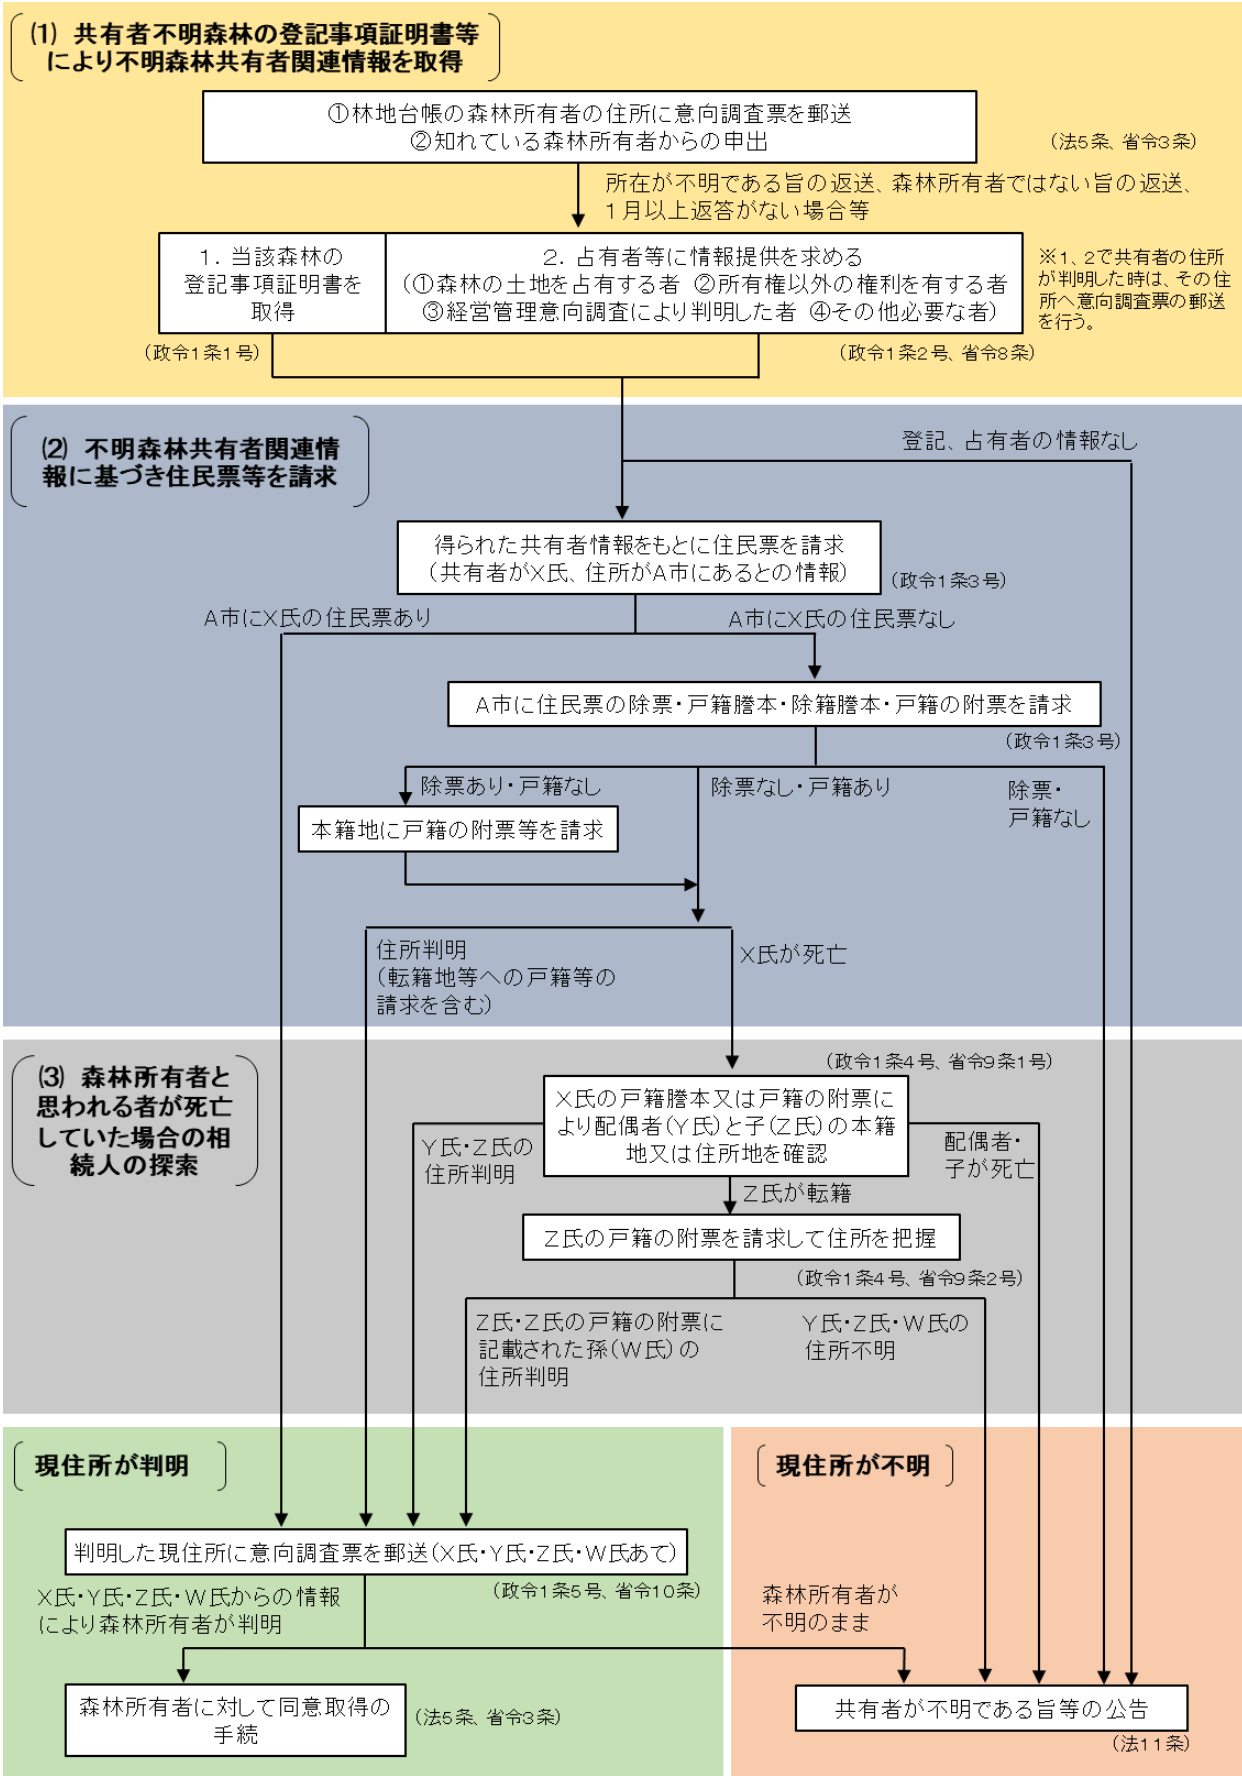 (1) 共有者不明森林の登記事項証明書等
により不明森林共有者関連情報を取得
①林地台帳の森林所有者の住所に意向調査票を郵送
②知れている森林所有者からの申出
(法5条、省令3条)
所在が不明である旨の返送、森林所有者ではない旨の返送、
1月以上返答がない場合等
1. 当該森林の
登記事項証明書を
取得
2. 占有者等に情報提供を求める
(①森林の土地を占有する者 ②所有権以外の権利を有する者
③経営管理意向調査により判明した者 ④その他必要な者)
※1、2で共有者の住所
が判明した時は、その住
所へ意向調査票の郵送
を行う。
(政令1条1号)
(政令1条2号、省令8条)
(2) 不明森林共有者関連情
報に基づき住民票等を請求
登記、占有者の情報なし
得られた共有者情報をもとに住民票を請求
(共有者がX氏、住所がA市にあるとの情報)
(政令1条3号)
A市にX氏の住民票あり
A市にX氏の住民票なし
A市に住民票の除票・戸籍謄本・除籍謄本・戸籍の附票を請求
(政令1条3号)
除票あり・戸籍なし
除票なし・戸籍あり
除票・
戸籍なし
本籍地に戸籍の附票等を請求
住所判明
(転籍地等への戸籍等の
請求を含む)
X氏が死亡
(3) 森林所有者と
思われる者が死亡
していた場合の相
続人の探索
(政令1条4号、省令9条1号)
X氏の戸籍謄本又は戸籍の附票に
より配偶者(Y氏)と子(Z氏)の本籍
地又は住所地を確認
Y氏・Z氏の
住所判明
配偶者・
子が死亡
Z氏が転籍
Z氏の戸籍の附票を請求して住所を把握
(政令1条4号、省令9条2号)
Z氏・Z氏の戸籍の附票に
記載された孫(W氏)の
住所判明
Y氏・Z氏・W氏の
住所不明
現住所が判明
現住所が不明
判明した現住所に意向調査票を郵送(X氏・Y氏・Z氏・W氏あて)
(政令1条5号、省令10条)
X氏・Y氏・Z氏・W氏からの情報
により森林所有者が判明
森林所有者が
不明のまま
森林所有者に対して同意取得の
手続
(法5条、省令3条)
共有者が不明である旨等の公告
(法11条)